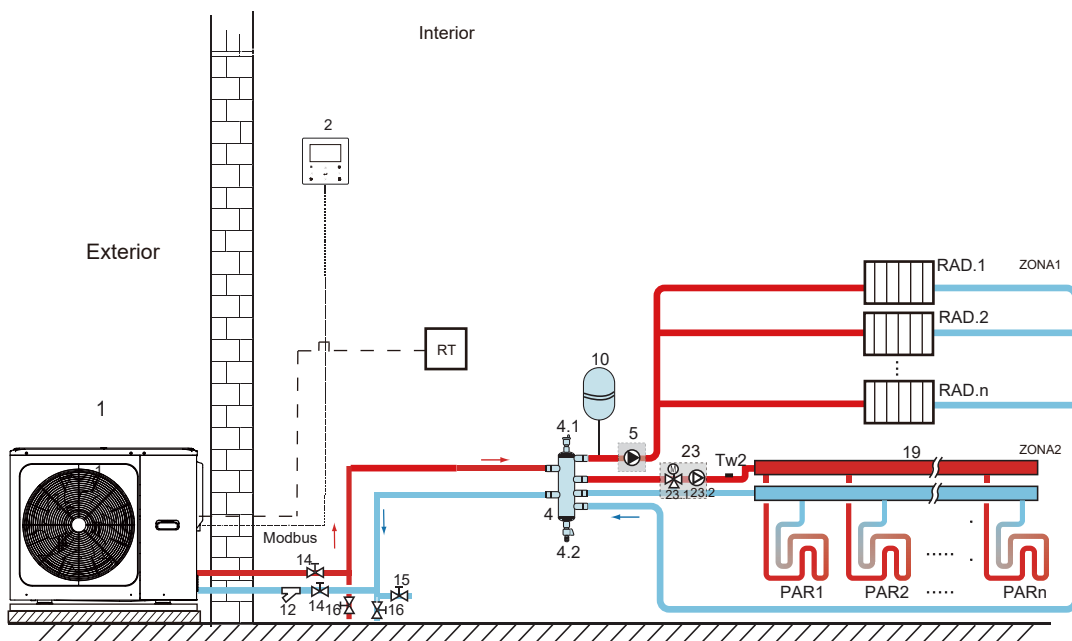 Interior
2
Exterior
RAD.1
ZONA1
RAD.2
RT
10
RAD.n
1
4.1
5
23
Tw2
19
ZONA2
1
M
23.1
23.2
4
4.2
Modbus
14
15
12
14
16
16
PAR1
PAR2
PARn